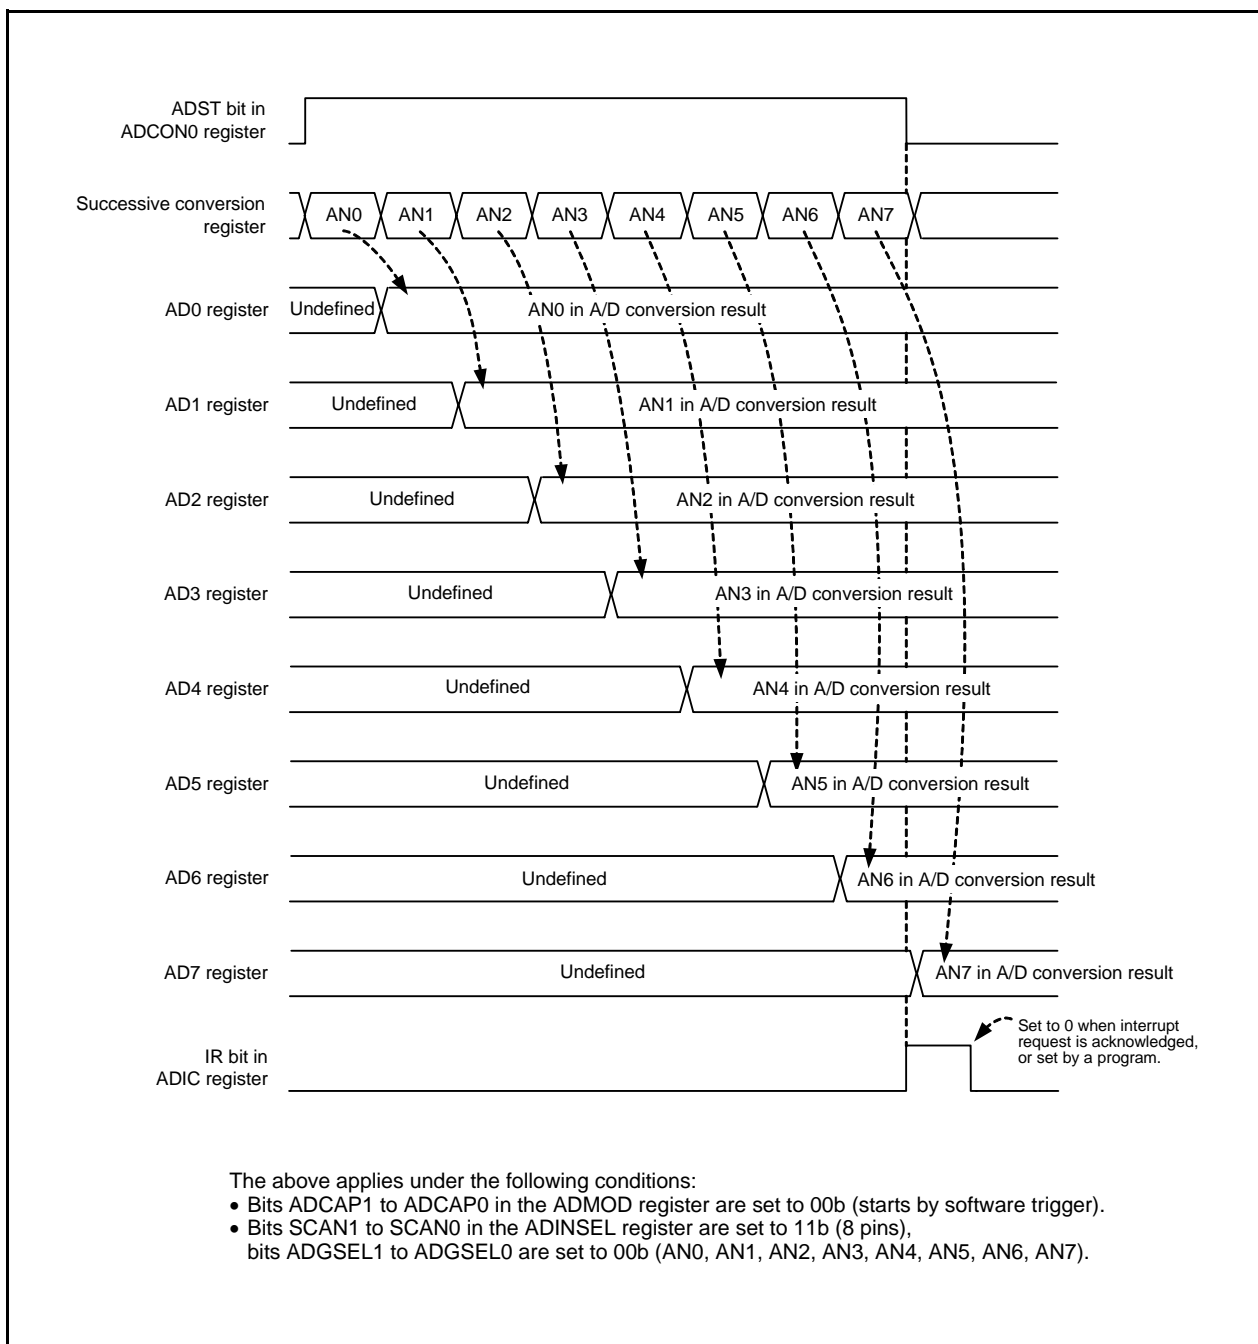 ADST bit in
ADCON0 register
Successive conversion
register
AN0 AN1 AN2 AN3 AN4 AN5 AN6 AN7
AD0 register
Undefined
AN0 in A/D conversion result
AD1 register
Undefined
AN1 in A/D conversion result
AD2 register
Undefined
AN2 in A/D conversion result
AD3 register
Undefined
AN3 in A/D conversion result
AD4 register
Undefined
AN4 in A/D conversion result
AD5 register
Undefined
AN5 in A/D conversion result
AD6 register
Undefined
AN6 in A/D conversion result
AD7 register
Undefined
AN7 in A/D conversion result
IR bit in
ADIC register
Set to 0 when interrupt
request is acknowledged,
or set by a program.
The above applies under the following conditions:
• Bits ADCAP1 to ADCAP0 in the ADMOD register are set to 00b (starts by software trigger).
• Bits SCAN1 to SCAN0 in the ADINSEL register are set to 11b (8 pins),
bits ADGSEL1 to ADGSEL0 are set to 00b (AN0, AN1, AN2, AN3, AN4, AN5, AN6, AN7).